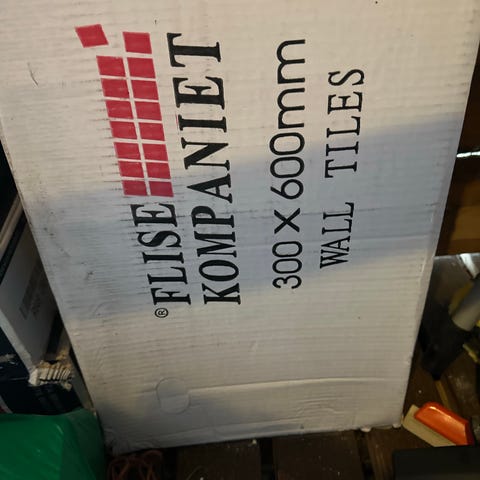 ®FLISE
KOMPANIET
300 X 600mm
WALL TILES